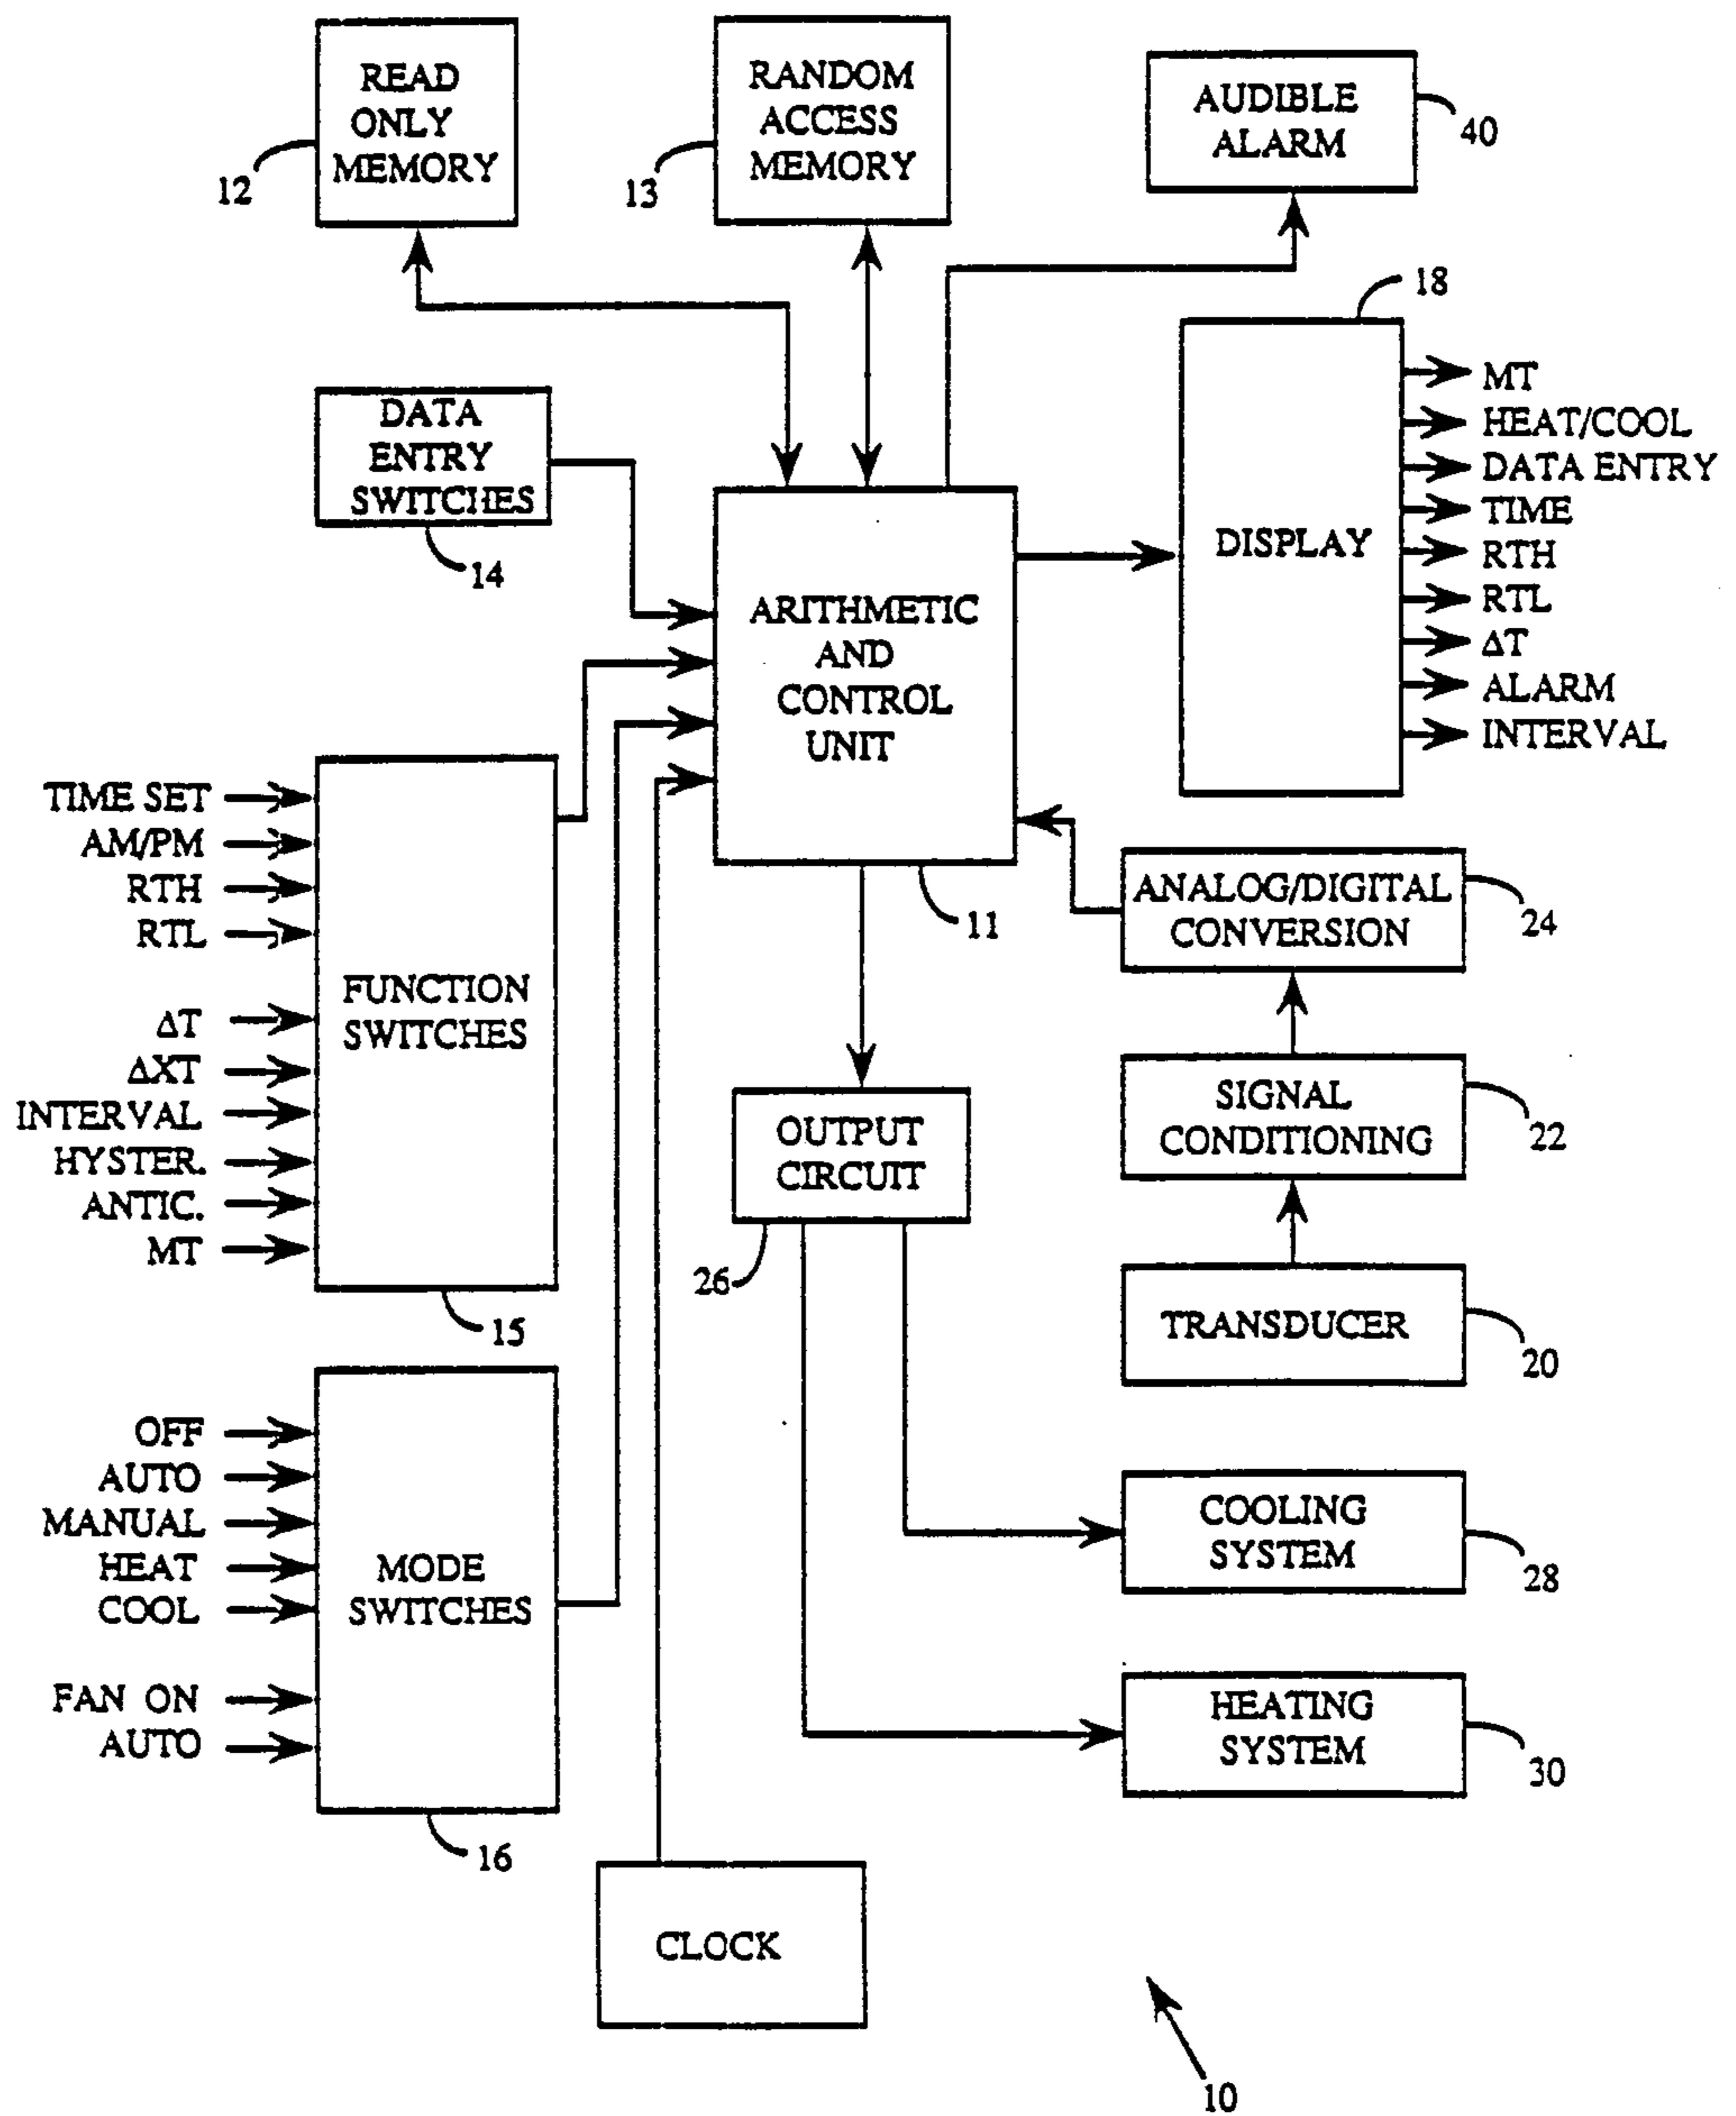 READ
ONLY
MEMORY
12
RANDOM
ACCESS
MEMORY
13
AUDIBLE
ALARM
40
DATA
ENTRY
SWITCHES
14
ARITHMETIC
AND
CONTROL
UNIT
11
18
DISPLAY
MT
HEAT/COOL
DATA ENTRY
TIME
RTH
RTL
ΔT
ALARM
INTERVAL
TIME SET
AM/PM
RTH
RTL
ΔT
ΔXT
INTERVAL
HYSTER.
ANTIC.
MT
FUNCTION
SWITCHES
15
ANALOG/DIGITAL
CONVERSION
24
SIGNAL
CONDITIONING
22
TRANSDUCER
20
OUTPUT
CIRCUIT
26
OFF
AUTO
MANUAL
HEAT
COOL
FAN ON
AUTO
MODE
SWITCHES
16
COOLING
SYSTEM
28
HEATING
SYSTEM
30
CLOCK
10